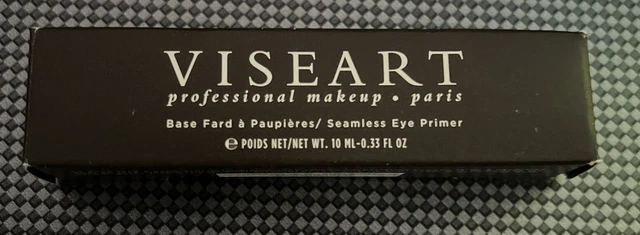 VISEART
professional makeup • paris
Base Fard à Paupières/ Seamless Eye Primer
℮ POIDS NET/NET WT. 10 ML-0.33 FL OZ